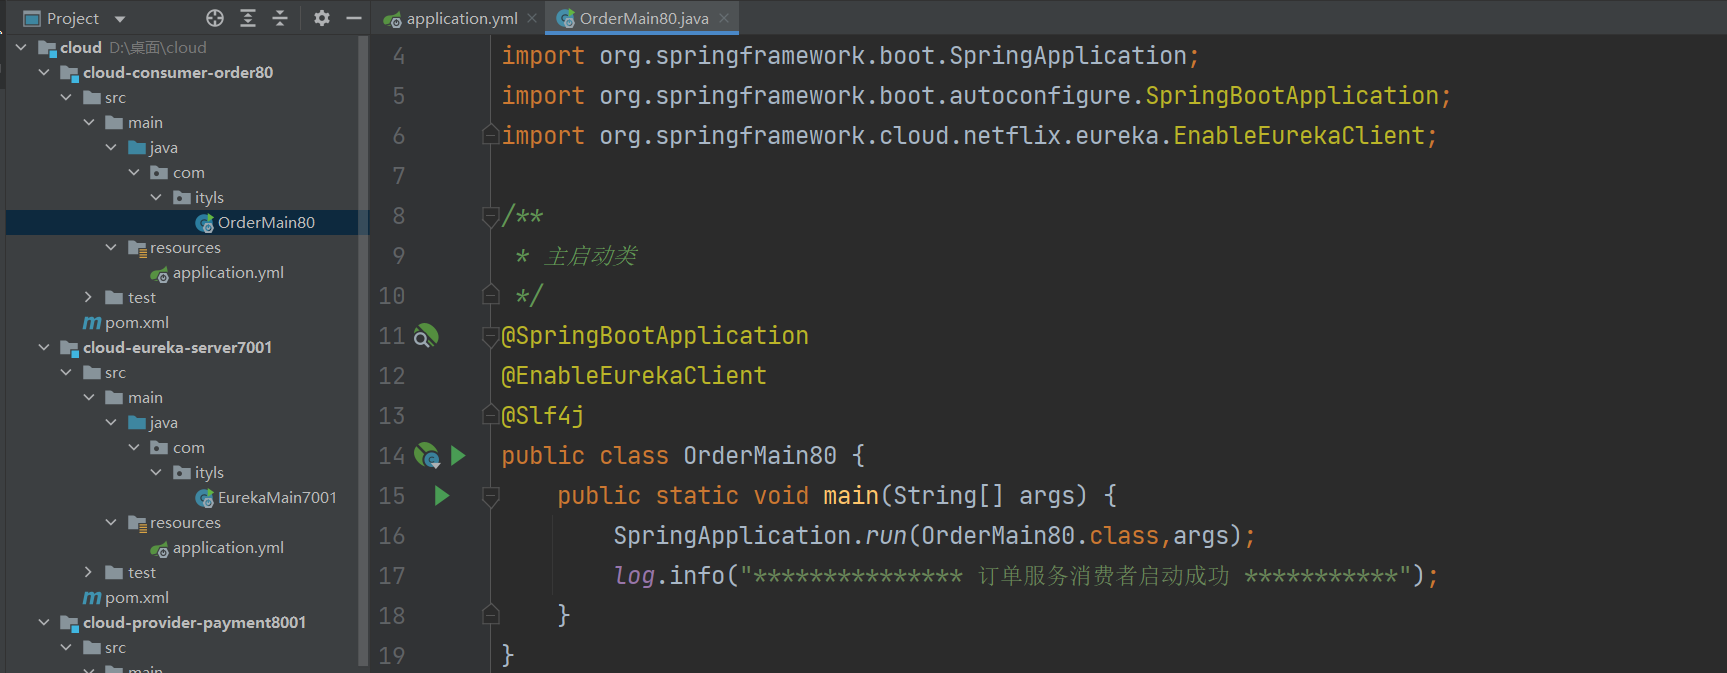 Project
cloud D:\桌面\cloud
cloud-consumer-order80
src
main
java
com
ityls
OrderMain80
resources
application.yml
test
pom.xml
cloud-eureka-server7001
src
main
java
com
ityls
EurekaMain7001
resources
application.yml
test
pom.xml
cloud-provider-payment8001
src
main
application.yml
OrderMain80.java
4 import org.springframework.boot.SpringApplication;
5 import org.springframework.boot.autoconfigure.SpringBootApplication;
6 import org.springframework.cloud.netflix.eureka.EnableEurekaClient;
7
8 /**
9 * 主启动类
10 */
11 @SpringBootApplication
12 @EnableEurekaClient
13 @Slf4j
14 public class OrderMain80 {
15 public static void main(String[] args) {
16 SpringApplication.run(OrderMain80.class,args);
17 log.info("*************** 订单服务消费者启动成功 ***********");
18 }
19 }